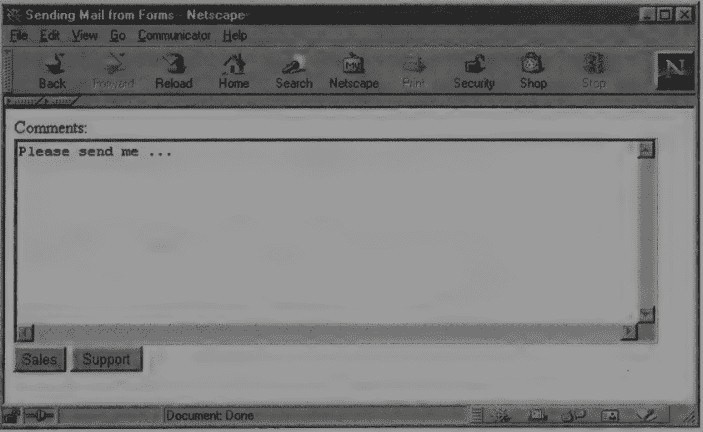 Sending Mail from Forms - Netscape
File Edit View Go Communicator Help
Back Forward Reload Home Search Netscape Print Security Shop Stop
Comments:
Please send me ...
Sales Support
Document: Done